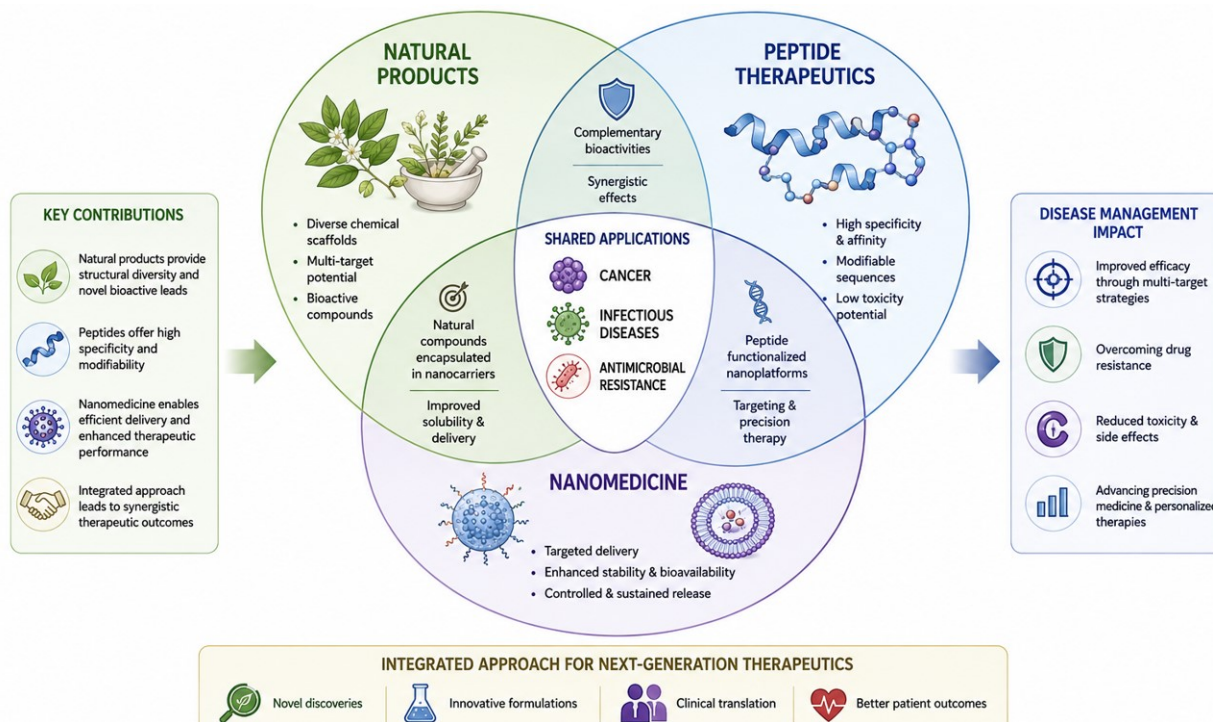 NATURAL
PRODUCTS
Diverse chemical
scaffolds
Multi-target
potential
Bioactive
compounds
Complementary
bioactivities
Synergistic
effects
PEPTIDE
THERAPEUTICS
High specificity
& affinity
Modifiable
sequences
Low toxicity
potential
SHARED APPLICATIONS
CANCER
INFECTIOUS
DISEASES
ANTIMICROBIAL
RESISTANCE
Natural
compounds
encapsulated
in nanocarriers
Improved
solubility &
delivery
Peptide
functionalized
nanoplatforms
Targeting &
precision
therapy
NANOMEDICINE
Targeted delivery
Enhanced stability & bioavailability
Controlled & sustained release
KEY CONTRIBUTIONS
Natural products provide
structural diversity and
novel bioactive leads
Peptides offer high
specificity and
modifiability
Nanomedicine enables
efficient delivery and
enhanced therapeutic
performance
Integrated approach
leads to synergistic
therapeutic outcomes
DISEASE MANAGEMENT
IMPACT
Improved efficacy
through multi-target
strategies
Overcoming drug
resistance
Reduced toxicity &
side effects
Advancing precision
medicine & personalized
therapies
INTEGRATED APPROACH FOR NEXT-GENERATION THERAPEUTICS
Novel discoveries
Innovative formulations
Clinical translation
Better patient outcomes